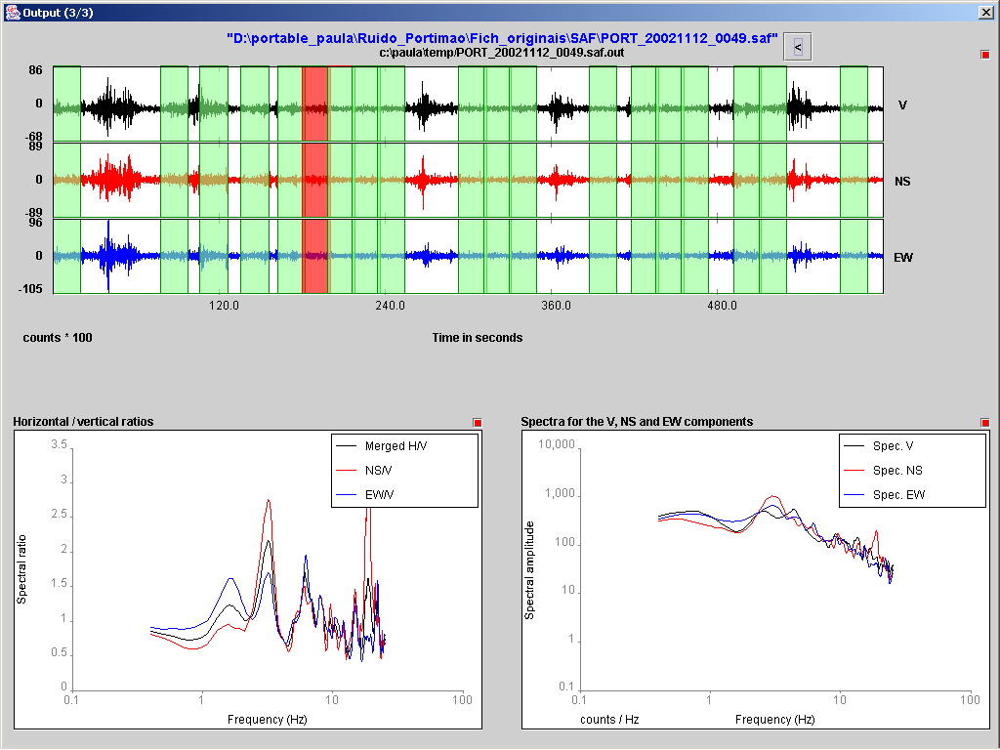 Output (3/3)
"D:\portable_paula\Ruido_Portimao\Fich_originais\SAF\PORT_20021112_0049.saf"
c:\paula\temp/PORT_20021112_0049.saf.out
<
86
0
-68
V
89
0
-89
NS
96
0
-105
EW
120.0 240.0 360.0 480.0
counts * 100 Time in seconds
Horizontal / vertical ratios
3.5
3
2.5
2
1.5
1
0.5
0
Spectral ratio
Merged H/V
NS/V
EW/V
0.1 1 10 100
Frequency (Hz)
Spectra for the V, NS and EW components
10,000
1,000
100
10
1
0.1
Spectral amplitude
Spec. V
Spec. NS
Spec. EW
0.1 1 10 100
counts / Hz Frequency (Hz)